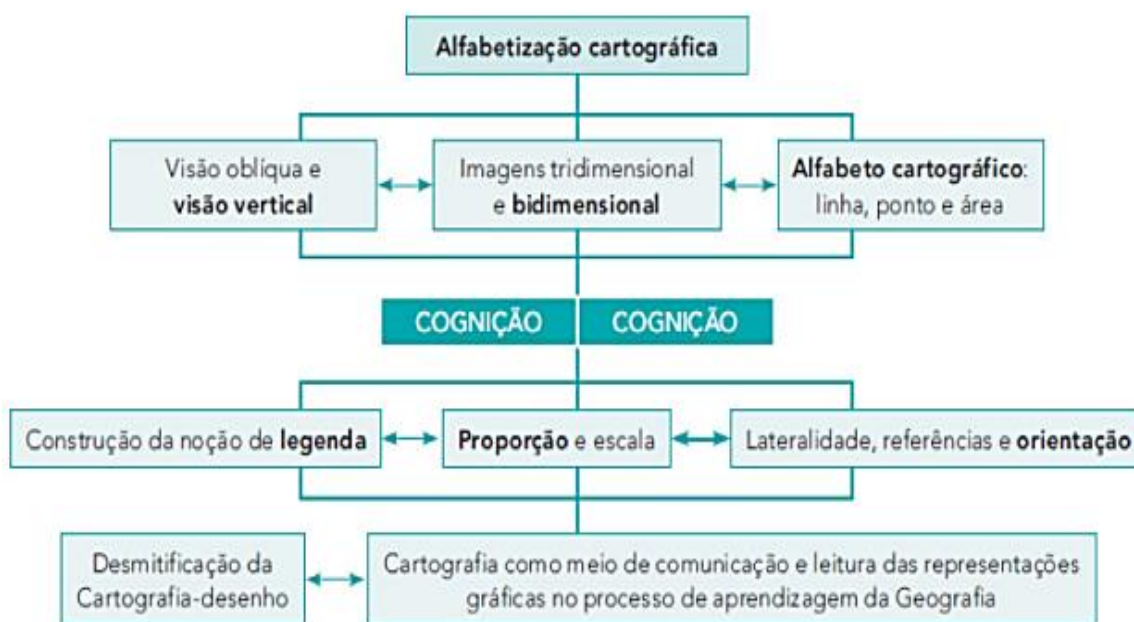 Alfabetização cartográfica
Visão oblíqua e
visão vertical
Imagens tridimensional
e bidimensional
Alfabeto cartográfico:
linha, ponto e área
COGNIÇÃO
COGNIÇÃO
Construção da noção de legenda
Proporção e escala
Lateralidade, referências e orientação
Desmitificação da
Cartografia-desenho
Cartografia como meio de comunicação e leitura das representações
gráficas no processo de aprendizagem da Geografia